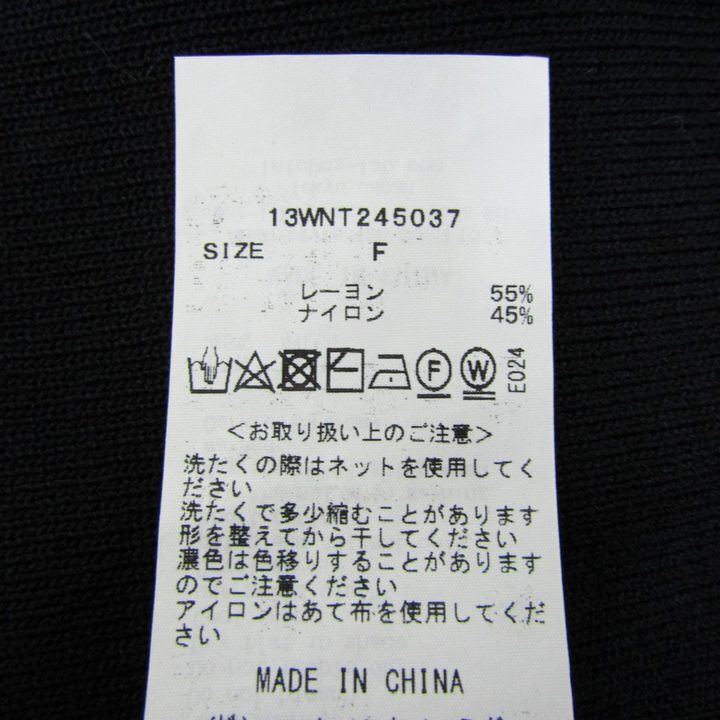 13WNT245037
SIZE F
レーヨン 55%
ナイロン 45%
F W E024
＜お取り扱い上のご注意＞
洗たくの際はネットを使用してく
ださい
洗たくで多少縮むことがあります
形を整えてから干してください
濃色は色移りすることがあります
のでご注意ください
アイロンはあて布を使用してくだ
さい
MADE IN CHINA